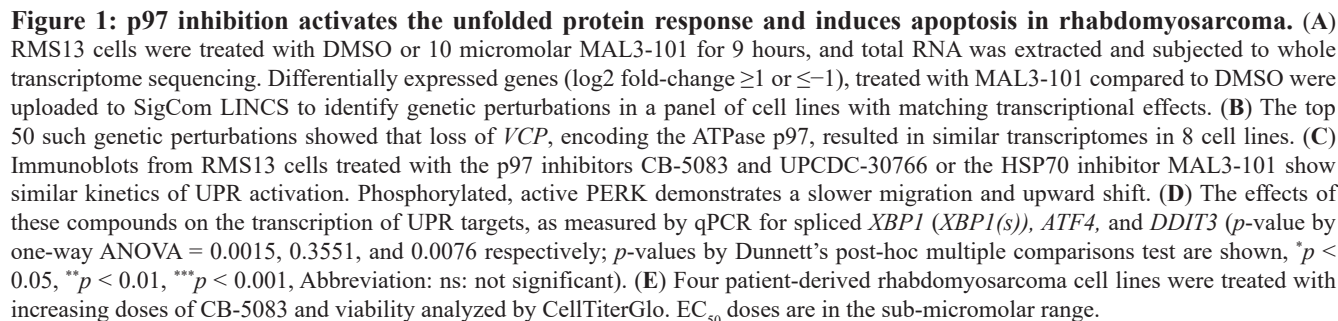 Figure 1: p97 inhibition activates the unfolded protein response and induces apoptosis in rhabdomyosarcoma. (A)
RMS13 cells were treated with DMSO or 10 micromolar MAL3-101 for 9 hours, and total RNA was extracted and subjected to whole
transcriptome sequencing. Differentially expressed genes (log2 fold-change ≥1 or ≤−1), treated with MAL3-101 compared to DMSO were
uploaded to SigCom LINCS to identify genetic perturbations in a panel of cell lines with matching transcriptional effects. (B) The top
50 such genetic perturbations showed that loss of VCP, encoding the ATPase p97, resulted in similar transcriptomes in 8 cell lines. (C)
Immunoblots from RMS13 cells treated with the p97 inhibitors CB-5083 and UPCDC-30766 or the HSP70 inhibitor MAL3-101 show
similar kinetics of UPR activation. Phosphorylated, active PERK demonstrates a slower migration and upward shift. (D) The effects of
these compounds on the transcription of UPR targets, as measured by qPCR for spliced XBP1 (XBP1(s)), ATF4, and DDIT3 (p-value by
one-way ANOVA = 0.0015, 0.3551, and 0.0076 respectively; p-values by Dunnett’s post-hoc multiple comparisons test are shown, *p <
0.05, **p < 0.01, ***p < 0.001, Abbreviation: ns: not significant). (E) Four patient-derived rhabdomyosarcoma cell lines were treated with
increasing doses of CB-5083 and viability analyzed by CellTiterGlo. EC50 doses are in the sub-micromolar range.